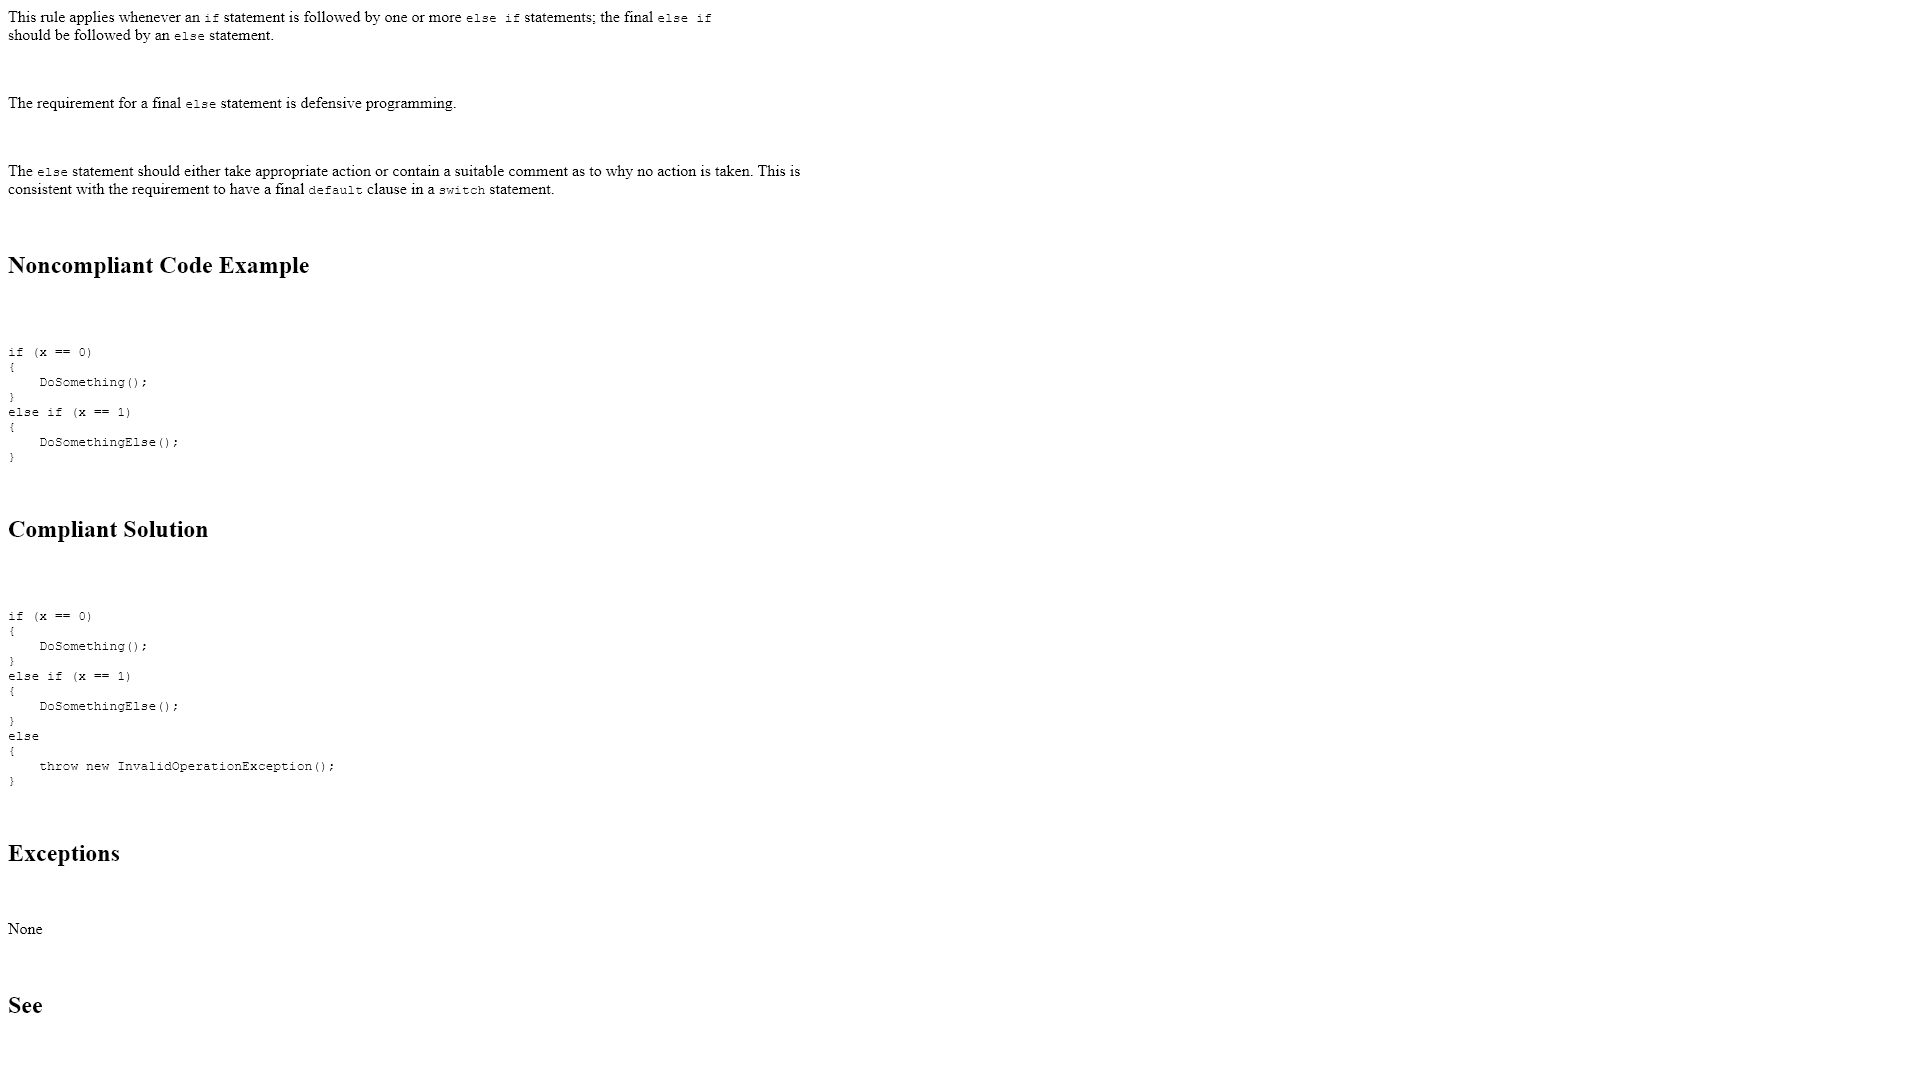 This rule applies whenever an if statement is followed by one or more else if statements; the final else if
should be followed by an else statement.
The requirement for a final else statement is defensive programming.
The else statement should either take appropriate action or contain a suitable comment as to why no action is taken. This is
consistent with the requirement to have a final default clause in a switch statement.
Noncompliant Code Example
if (x == 0)
{
    DoSomething();
}
else if (x == 1)
{
    DoSomethingElse();
}
Compliant Solution
if (x == 0)
{
    DoSomething();
}
else if (x == 1)
{
    DoSomethingElse();
}
else
{
    throw new InvalidOperationException();
}
Exceptions
None
See